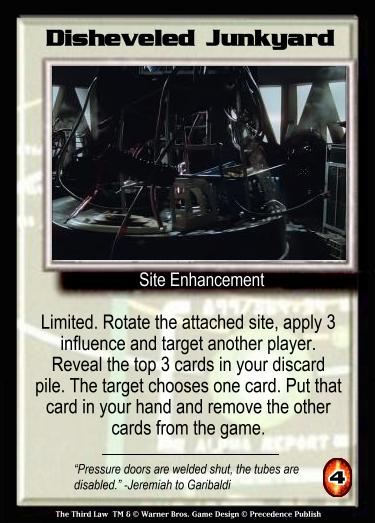 Disheveled Junkyard
Site Enhancement
Limited. Rotate the attached site, apply 3
influence and target another player.
Reveal the top 3 cards in your discard
pile. The target chooses one card. Put that
card in your hand and remove the other
cards from the game.
"Pressure doors are welded shut, the tubes are
disabled." -Jeremiah to Garibaldi
4
The Third Law TM & © Warner Bros. Game Design © Precedence Publish